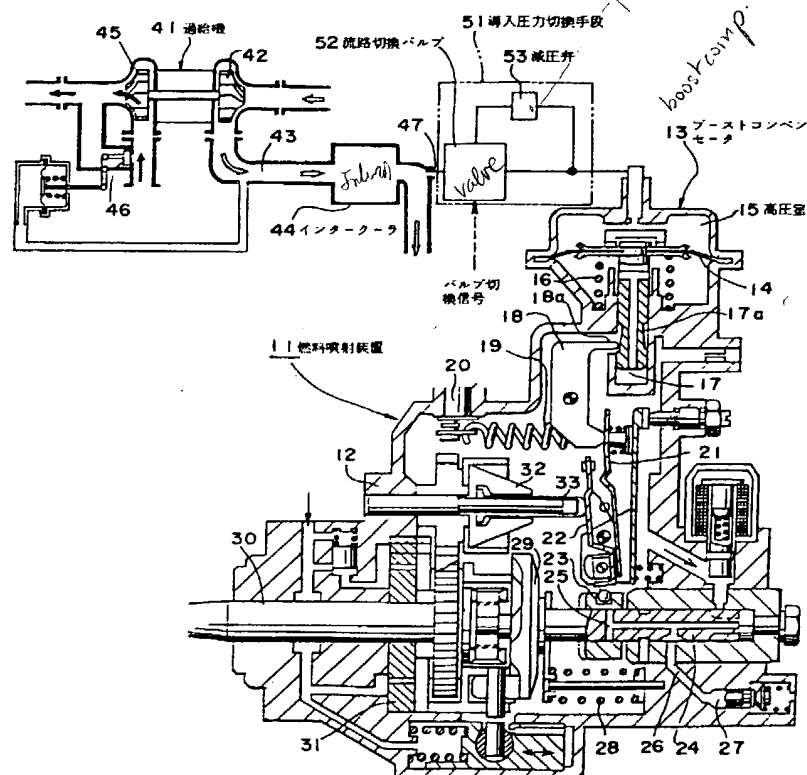 41 過給機
45
42
51 導入圧力切換手段
52 流路切換バルブ
53 減圧弁
boost comp.
47
43
valve
46
44 インタークーラ
13 ブーストコンペンセータ
15 高圧室
バルブ切換信号
16
14
18a
17a
18
19
11 燃料噴射装置
20
17
21
12
32
33
22
30
29
23
25
31
28
26
24
27